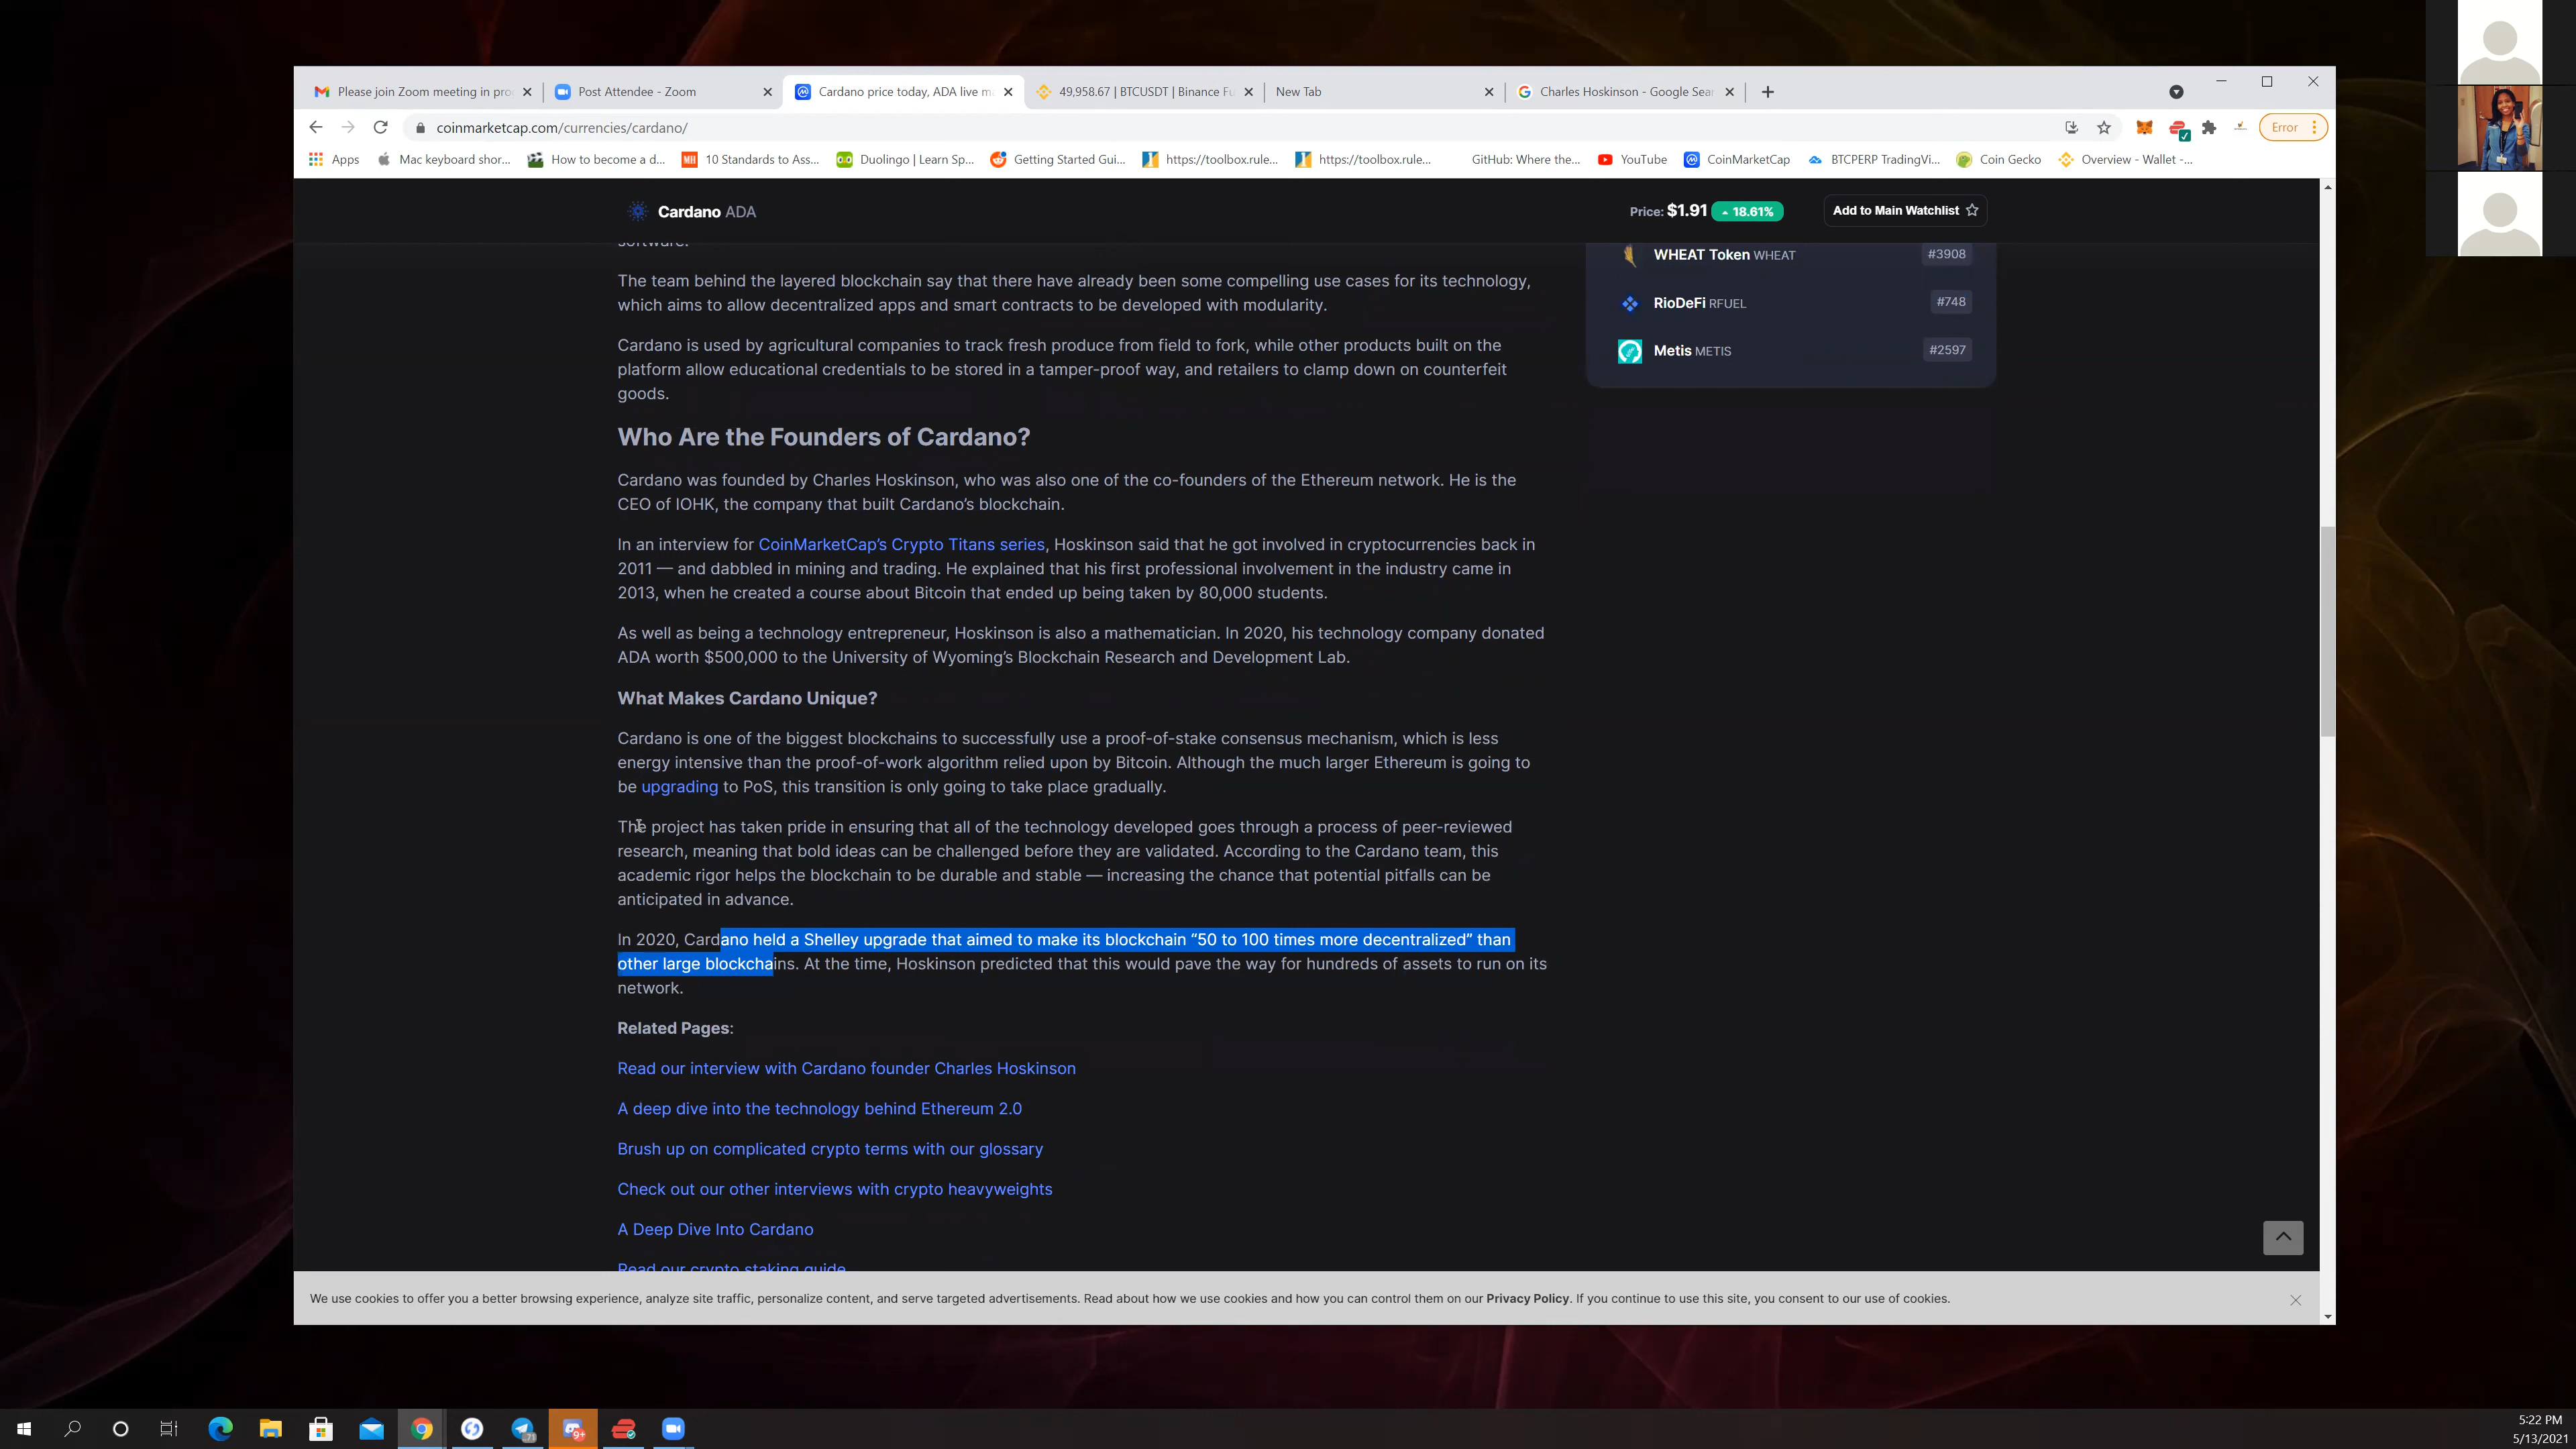 Please join Zoom meeting in pro
Post Attendee - Zoom
Cardano price today, ADA live m
49,958.67 | BTCUSDT | Binance Fu
New Tab
Charles Hoskinson - Google Sear
coinmarketcap.com/currencies/cardano/
Error
Apps
Mac keyboard shor...
How to become a d...
MH
10 Standards to Ass...
Duolingo | Learn Sp...
Getting Started Gui...
https://toolbox.rule...
https://toolbox.rule...
GitHub: Where the...
YouTube
CoinMarketCap
BTCPERP TradingVi...
Coin Gecko
Overview - Wallet -...
Cardano ADA
Price: $1.91 18.61%
Add to Main Watchlist
software.
The team behind the layered blockchain say that there have already been some compelling use cases for its technology,
which aims to allow decentralized apps and smart contracts to be developed with modularity.
Cardano is used by agricultural companies to track fresh produce from field to fork, while other products built on the
platform allow educational credentials to be stored in a tamper-proof way, and retailers to clamp down on counterfeit
goods.
Who Are the Founders of Cardano?
Cardano was founded by Charles Hoskinson, who was also one of the co-founders of the Ethereum network. He is the
CEO of IOHK, the company that built Cardano’s blockchain.
In an interview for CoinMarketCap’s Crypto Titans series, Hoskinson said that he got involved in cryptocurrencies back in
2011 — and dabbled in mining and trading. He explained that his first professional involvement in the industry came in
2013, when he created a course about Bitcoin that ended up being taken by 80,000 students.
As well as being a technology entrepreneur, Hoskinson is also a mathematician. In 2020, his technology company donated
ADA worth $500,000 to the University of Wyoming’s Blockchain Research and Development Lab.
What Makes Cardano Unique?
Cardano is one of the biggest blockchains to successfully use a proof-of-stake consensus mechanism, which is less
energy intensive than the proof-of-work algorithm relied upon by Bitcoin. Although the much larger Ethereum is going to
be upgrading to PoS, this transition is only going to take place gradually.
The project has taken pride in ensuring that all of the technology developed goes through a process of peer-reviewed
research, meaning that bold ideas can be challenged before they are validated. According to the Cardano team, this
academic rigor helps the blockchain to be durable and stable — increasing the chance that potential pitfalls can be
anticipated in advance.
In 2020, Cardano held a Shelley upgrade that aimed to make its blockchain “50 to 100 times more decentralized” than
other large blockchains. At the time, Hoskinson predicted that this would pave the way for hundreds of assets to run on its
network.
Related Pages:
Read our interview with Cardano founder Charles Hoskinson
A deep dive into the technology behind Ethereum 2.0
Brush up on complicated crypto terms with our glossary
Check out our other interviews with crypto heavyweights
A Deep Dive Into Cardano
Read our crypto staking guide
WHEAT Token WHEAT #3908
RioDeFi RFUEL #748
Metis METIS #2597
We use cookies to offer you a better browsing experience, analyze site traffic, personalize content, and serve targeted advertisements. Read about how we use cookies and how you can control them on our Privacy Policy. If you continue to use this site, you consent to our use of cookies.
71
9+
5:22 PM
5/13/2021